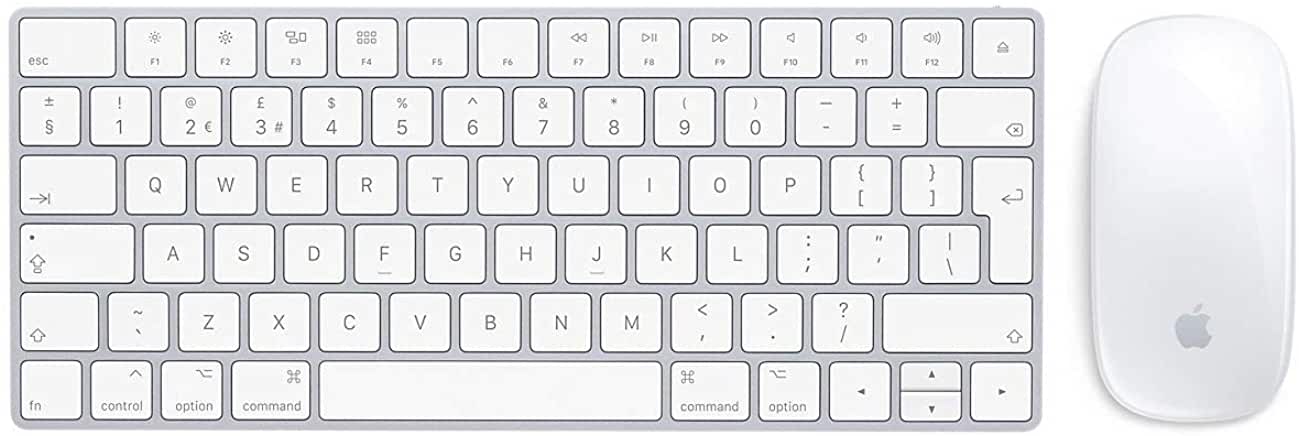 esc F1 F2 F3 F4 F5 F6 F7 F8 F9 F10 F11 F12
± ! @ £ $ % ^ & * ( ) — +
§ 1 2 € 3 # 4 5 6 7 8 9 0 - =
Q W E R T Y U I O P { [ } ]
A S D F G H J K L : ; " ' | \
~ ` Z X C V B N M < , > . ? /
^ ⌥ ⌘ ⌘ ⌥
fn control option command command option